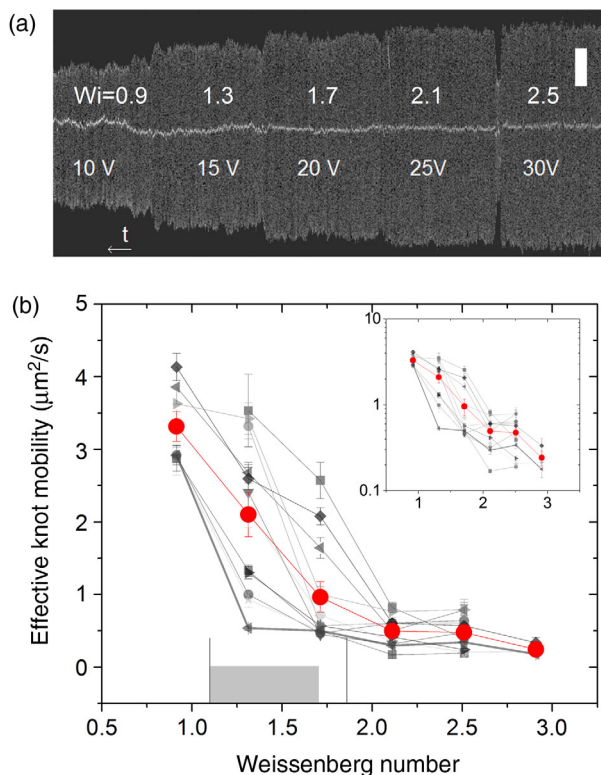 (a)
Wi=0.9 1.3 1.7 2.1 2.5
10 V 15 V 20 V 25V 30V
t
(b)
5
4
3
2
1
0
Effective knot mobility (μm²/s)
10
1
0.1
1 2 3
0.5 1.0 1.5 2.0 2.5 3.0
Weissenberg number